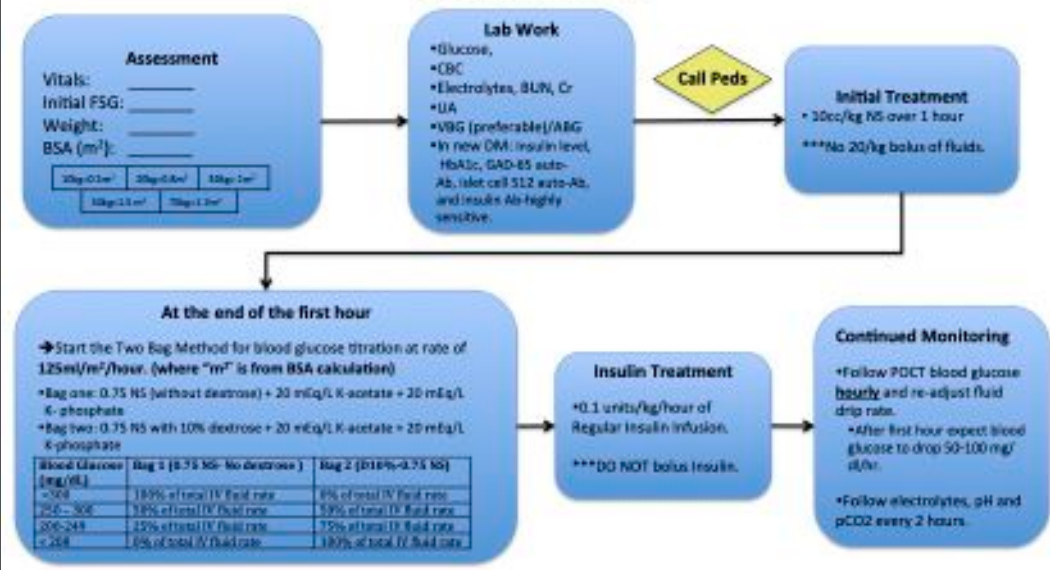 Assessment
Vitals:
Initial FSG:
Weight:
BSA (m²):
Lab Work
•Glucose,
•CBC
•Electrolytes, BUN, Cr
•UA
•VBG (preferable)/ABG
•In new DM: Insulin level,
HbA1c, GAD-65 auto-
Ab, islet cell 512 auto-Ab,
and Insulin Ab-highly
sensitive.
Call Peds
Initial Treatment
• 10cc/kg NS over 1 hour
***No 20/kg bolus of fluids.
At the end of the first hour
➔Start the Two Bag Method for blood glucose titration at rate of
125ml/m²/hour. (where "m²" is from BSA calculation)
•Bag one: 0.75 NS (without dextrose) + 20 mEq/L K-acetate + 20 mEq/L
K- phosphate
•Bag two: 0.75 NS with 10% dextrose + 20 mEq/L K-acetate + 20 mEq/L
K-phosphate
Blood Glucose (mg/dL) Bag 1 (0.75 NS- No dextrose ) Bag 2 (D10%-0.75 NS)
100% of total IV fluid rate 0% of total IV fluid rate
250 – 300 50% of total IV fluid rate 50% of total IV fluid rate
200-249 25% of total IV fluid rate 75% of total IV fluid rate
< 200 0% of total IV fluid rate 100% of total IV fluid rate
Insulin Treatment
•0.1 units/kg/hour of
Regular Insulin Infusion.
***DO NOT bolus Insulin.
Continued Monitoring
•Follow POCT blood glucose
hourly and re-adjust fluid
drip rate.
•After first hour expect blood
glucose to drop 50-100 mg/
dl/hr.
•Follow electrolytes, pH and
pCO2 every 2 hours.